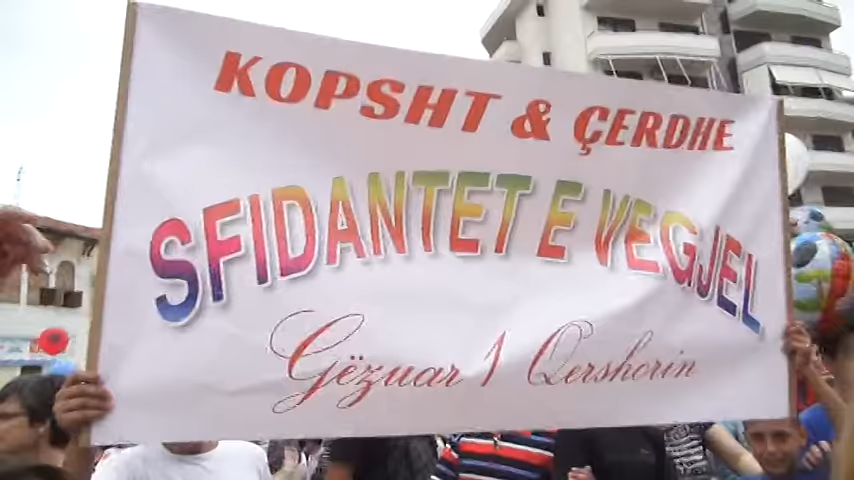 KOPSHT & ÇERDHE
SFIDANTET E VEGJEL
Gëzuar 1 Qershorin